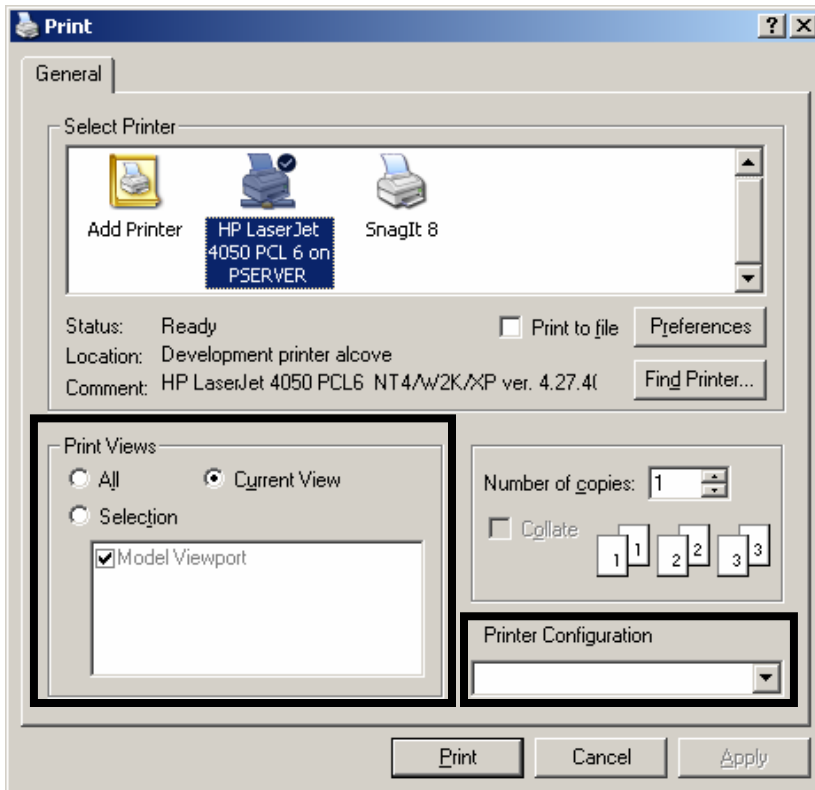 Print
General
Select Printer
Add Printer
HP LaserJet
4050 PCL 6 on
PSERVER
SnagIt 8
Status: Ready
Print to file
Preferences
Location: Development printer alcove
Comment: HP LaserJet 4050 PCL6 NT4/W2K/XP ver. 4.27.4(
Find Printer...
Print Views
All
Current View
Selection
Model Viewport
Number of copies: 1
Collate
1 1 2 2 3 3
Printer Configuration
Print
Cancel
Apply